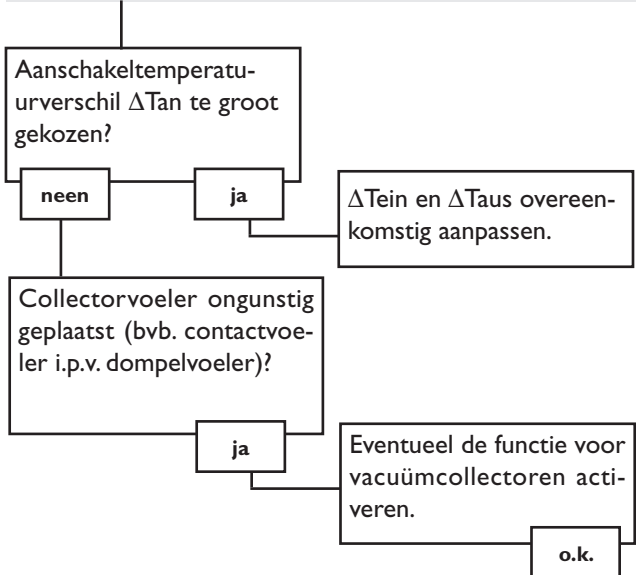 Aanschakeltemperatu-
urverschil ΔTan te groot
gekozen?
neen
ja
ΔTein en ΔTaus overeen-
komstig aanpassen.
Collectorvoeler ongunstig
geplaatst (bvb. contactvoe-
ler i.p.v. dompelvoeler)?
ja
Eventueel de functie voor
vacuümcollectoren acti-
veren.
o.k.